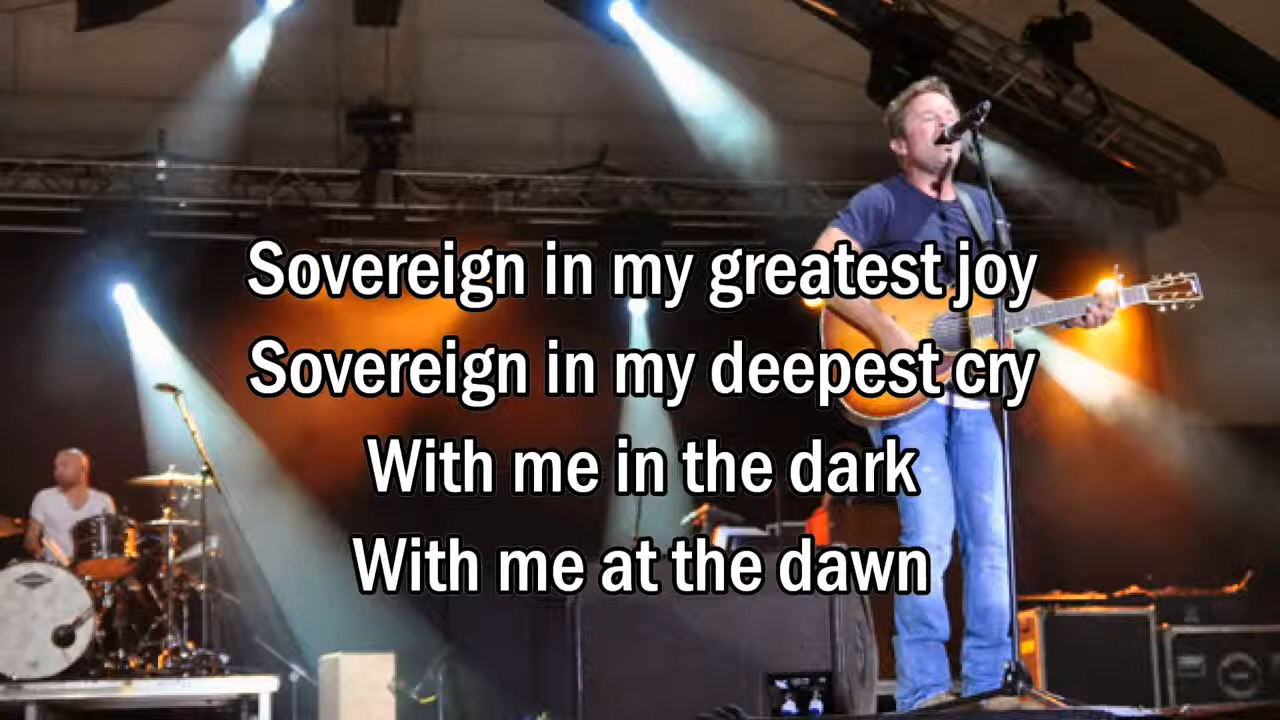 Sovereign in my greatest joy
Sovereign in my deepest cry
With me in the dark
With me at the dawn